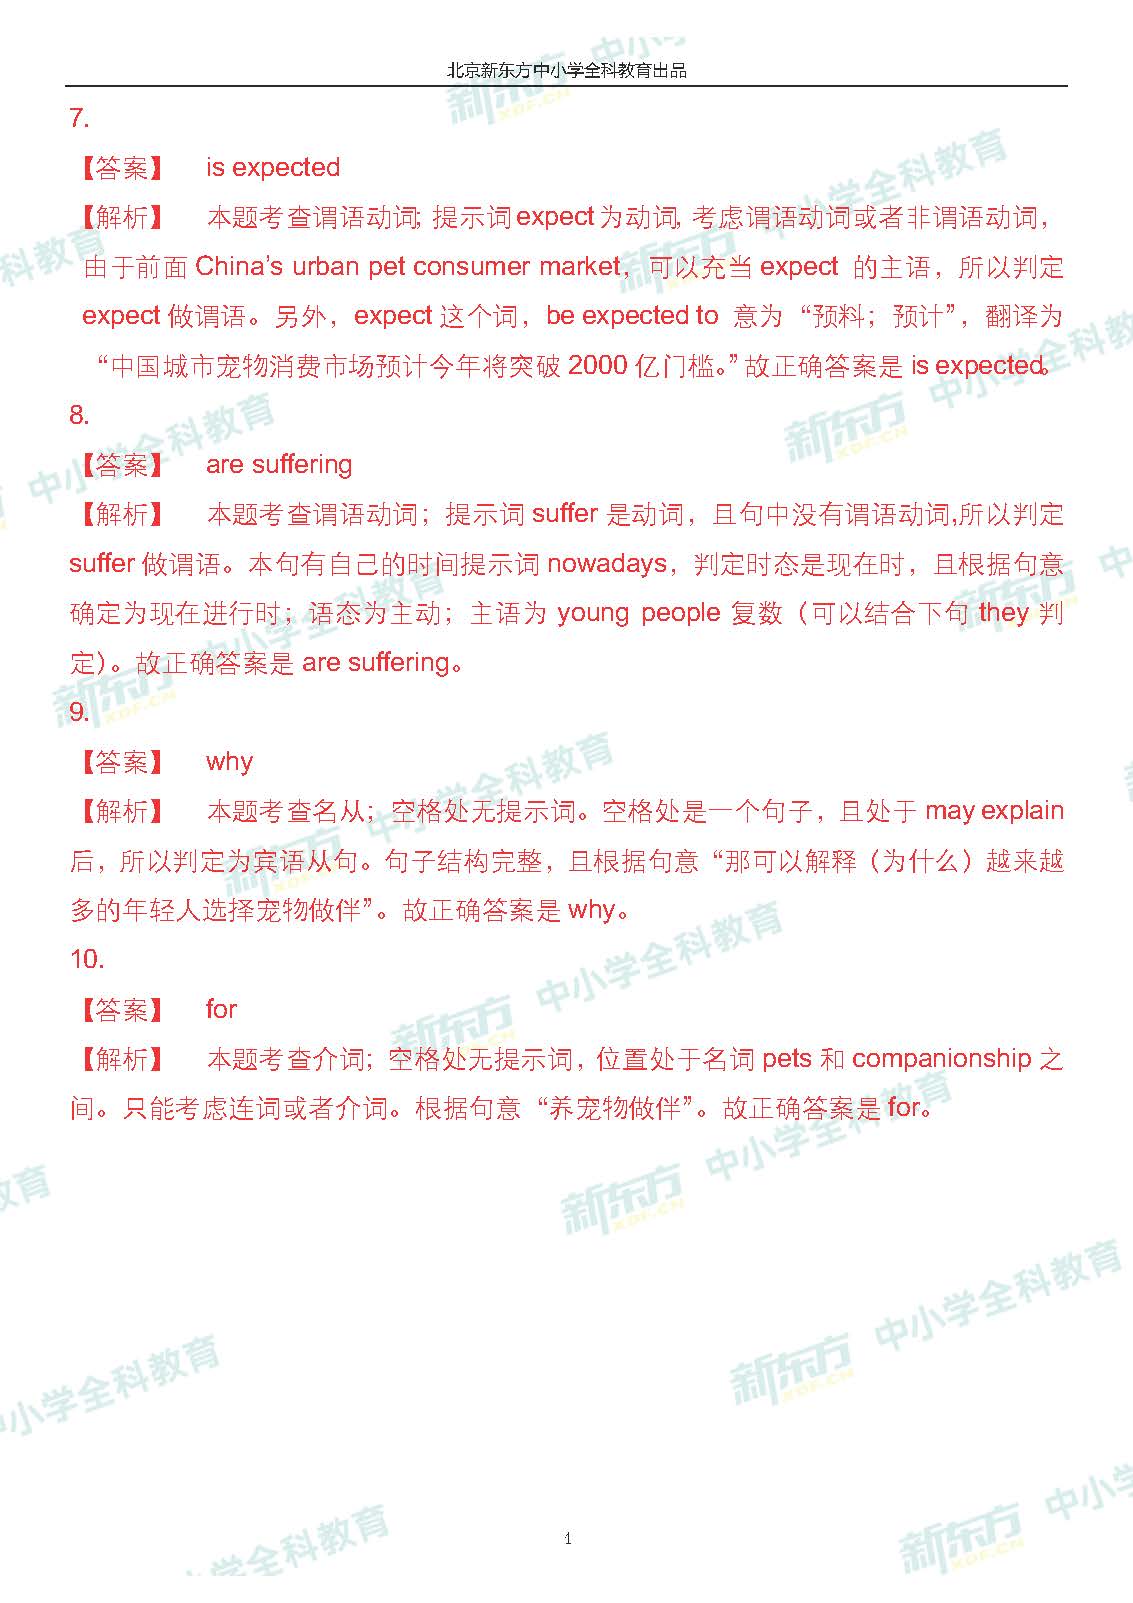 北京新东方中小学全科教育出品
7.
【答案】 is expected
【解析】 本题考查谓语动词；提示词 expect 为动词，考虑谓语动词或者非谓语动词，
由于前面 China’s urban pet consumer market，可以充当 expect 的主语，所以判定
expect 做谓语。另外，expect 这个词，be expected to 意为“预料；预计”，翻译为
“中国城市宠物消费市场预计今年将突破 2000 亿门槛。”故正确答案是 is expected。
8.
【答案】 are suffering
【解析】 本题考查谓语动词；提示词 suffer 是动词，且句中没有谓语动词,所以判定
suffer 做谓语。本句有自己的时间提示词 nowadays，判定时态是现在时，且根据句意
确定为现在进行时；语态为主动；主语为 young people 复数（可以结合下句 they 判
定）。故正确答案是 are suffering。
9.
【答案】 why
【解析】 本题考查名从；空格处无提示词。空格处是一个句子，且处于 may explain
后，所以判定为宾语从句。句子结构完整，且根据句意“那可以解释（为什么）越来越
多的年轻人选择宠物做伴”。故正确答案是 why。
10.
【答案】 for
【解析】 本题考查介词；空格处无提示词，位置处于名词 pets 和 companionship 之
间。只能考虑连词或者介词。根据句意“养宠物做伴”。故正确答案是 for。
新东方 XDF.CN 中小学全科教育
1